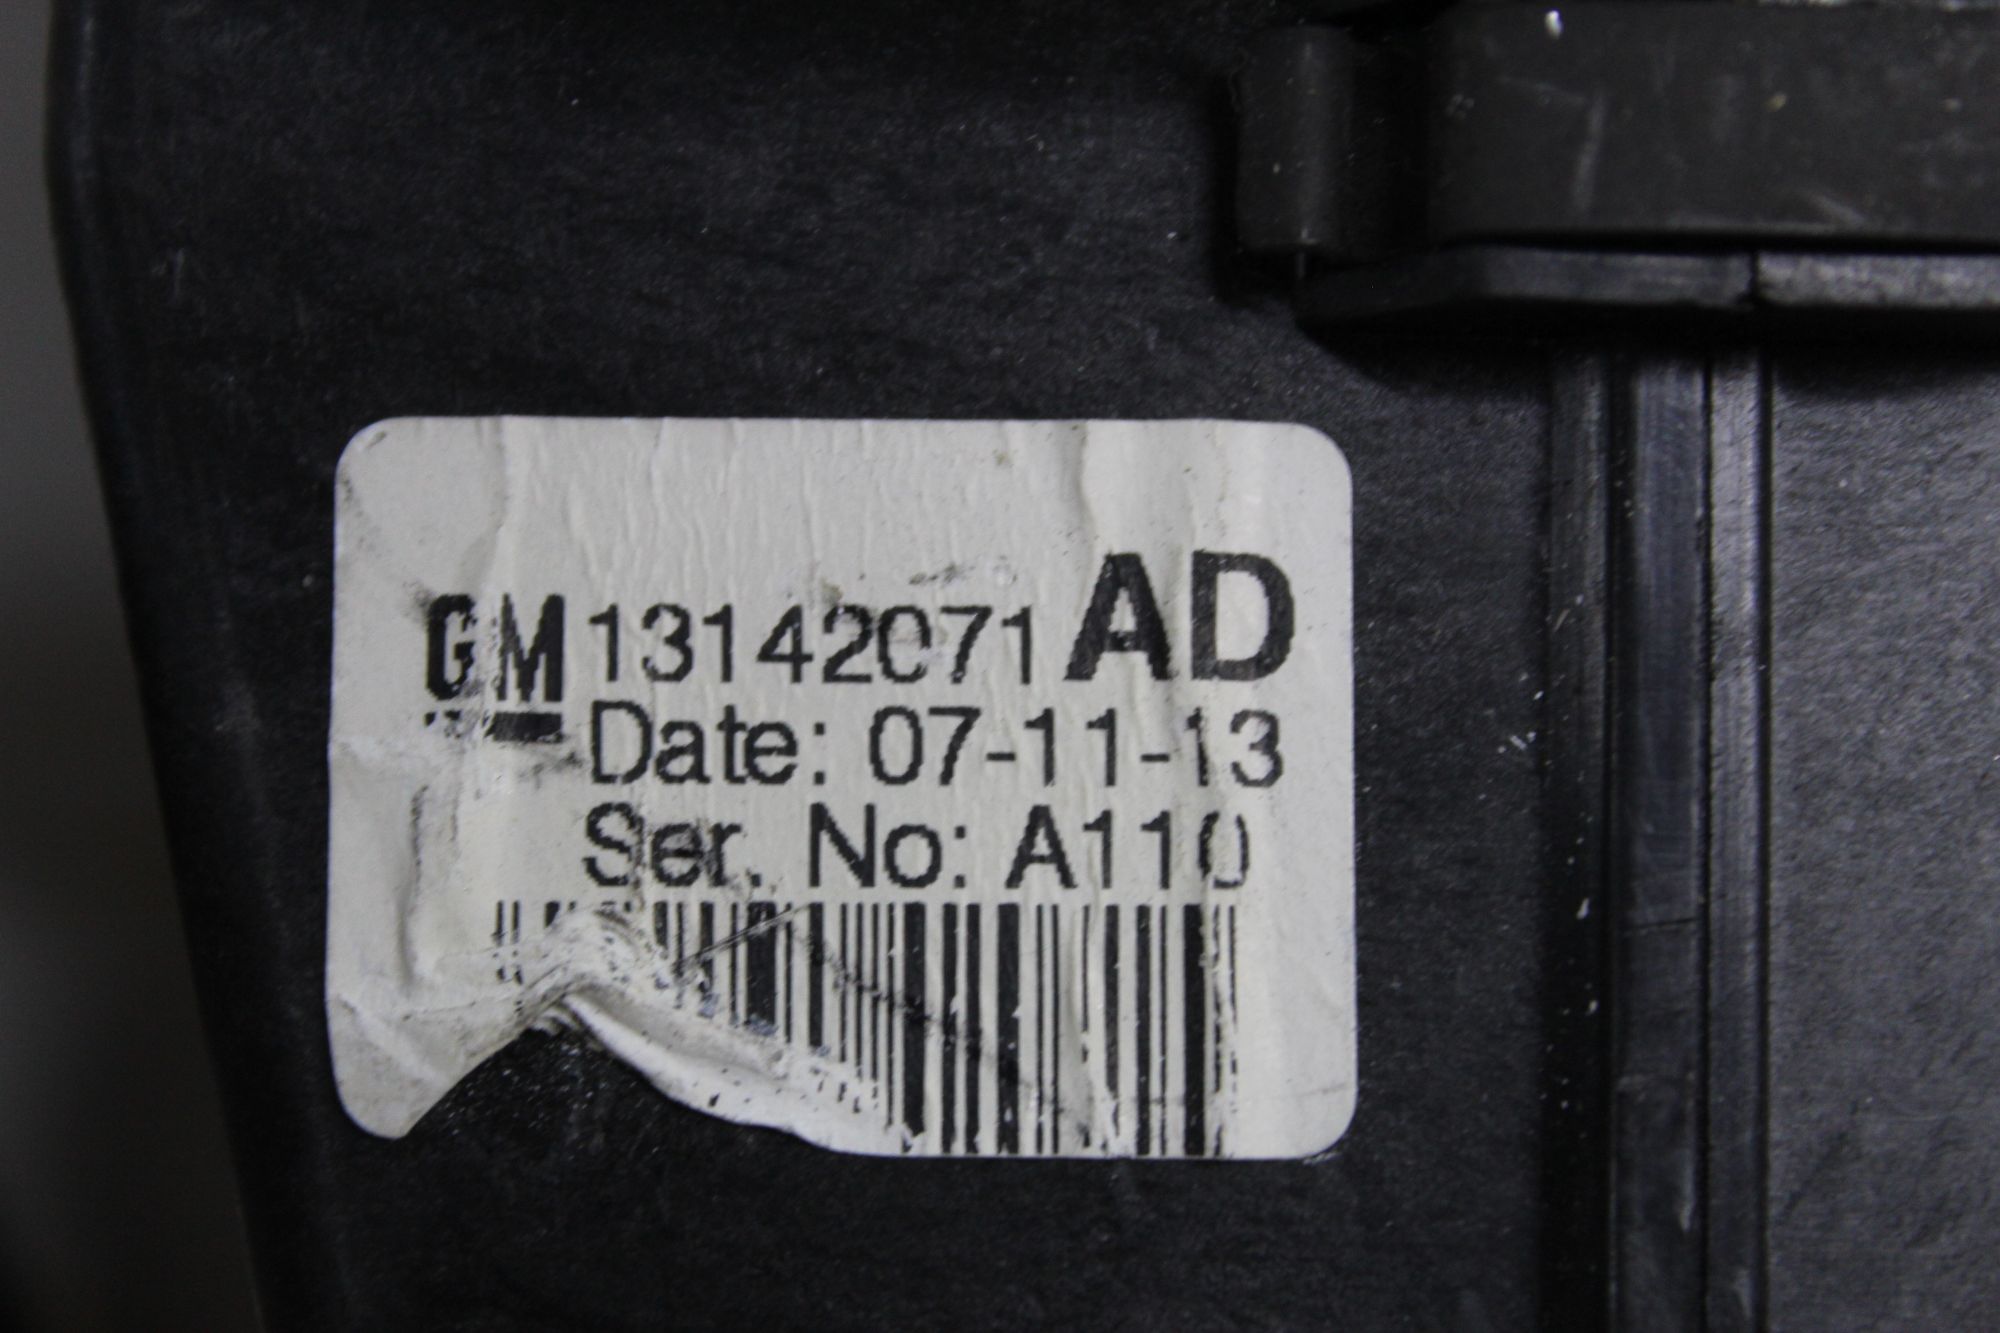 GM 13142071 AD
Date: 07-11-13
Ser. No: A110